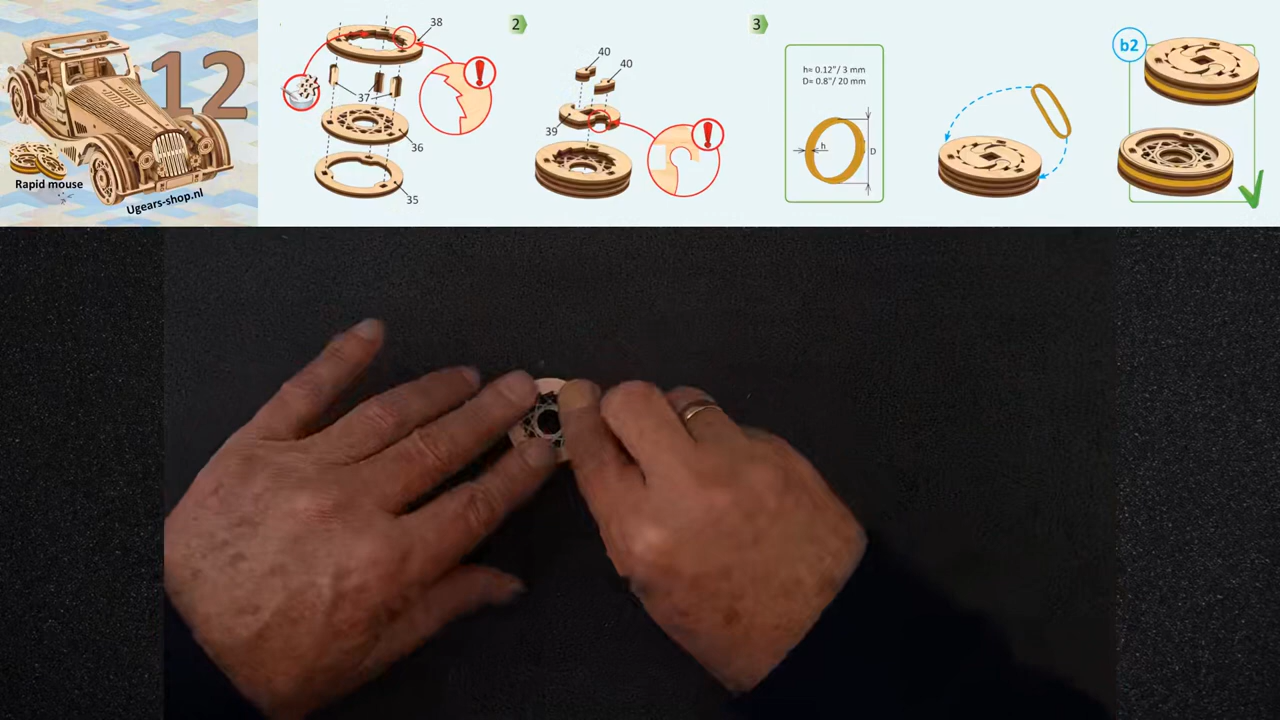 12
Rapid mouse
Ugears-shop.nl
38
37
36
35
2
40
40
39
3
h= 0.12"/ 3 mm
D= 0.8"/ 20 mm
h
D
b2